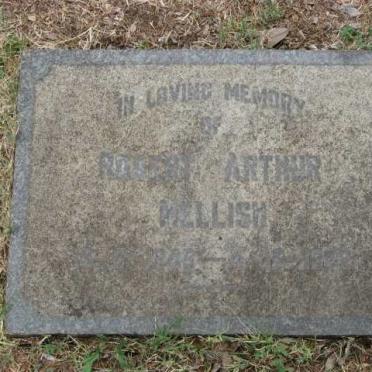 IN LOVING MEMORY
OF
ROBERT ARTHUR
MELLISH